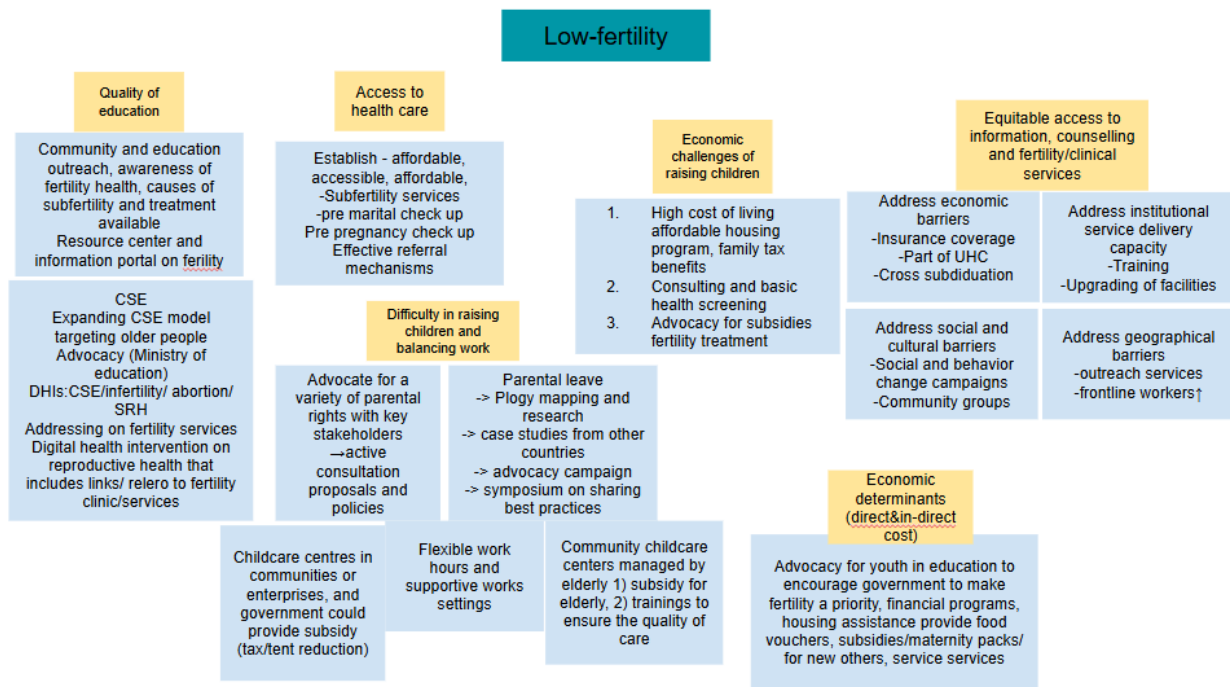 Low-fertility
Quality of
education
Community and education
outreach, awareness of
fertility health, causes of
subfertility and treatment
available
Resource center and
information portal on ferility
CSE
Expanding CSE model
targeting older people
Advocacy (Ministry of
education)
DHIs:CSE/infertility/ abortion/
SRH
Addressing on fertility services
Digital health intervention on
reproductive health that
includes links/ relero to fertility
clinic/services
Access to
health care
Establish - affordable,
accessible, affordable,
-Subfertility services
-pre marital check up
Pre pregnancy check up
Effective referral
mechanisms
Difficulty in raising
children and
balancing work
Advocate for a
variety of parental
rights with key
stakeholders
→active
consultation
proposals and
policies
Parental leave
-> Plogy mapping and
research
-> case studies from other
countries
-> advocacy campaign
-> symposium on sharing
best practices
Childcare centres in
communities or
enterprises, and
government could
provide subsidy
(tax/tent reduction)
Flexible work
hours and
supportive works
settings
Community childcare
centers managed by
elderly 1) subsidy for
elderly, 2) trainings to
ensure the quality of
care
Economic
challenges of
raising children
1. High cost of living
affordable housing
program, family tax
benefits
2. Consulting and basic
health screening
3. Advocacy for subsidies
fertility treatment
Equitable access to
information, counselling
and fertility/clinical
services
Address economic
barriers
-Insurance coverage
-Part of UHC
-Cross subdiduation
Address institutional
service delivery
capacity
-Training
-Upgrading of facilities
Address social and
cultural barriers
-Social and behavior
change campaigns
-Community groups
Address geographical
barriers
-outreach services
-frontline workers↑
Economic
determinants
(direct&in-direct
cost)
Advocacy for youth in education to
encourage government to make
fertility a priority, financial programs,
housing assistance provide food
vouchers, subsidies/maternity packs/
for new others, service services